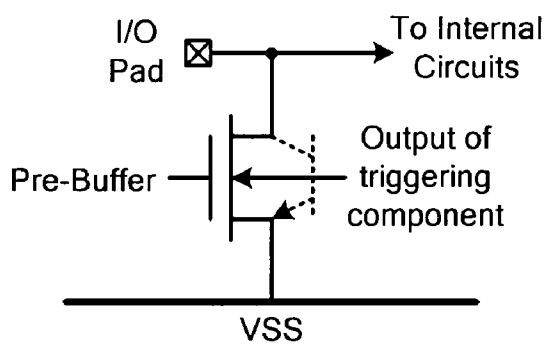 I/O
Pad
To Internal
Circuits
Pre-Buffer
Output of
triggering
component
VSS